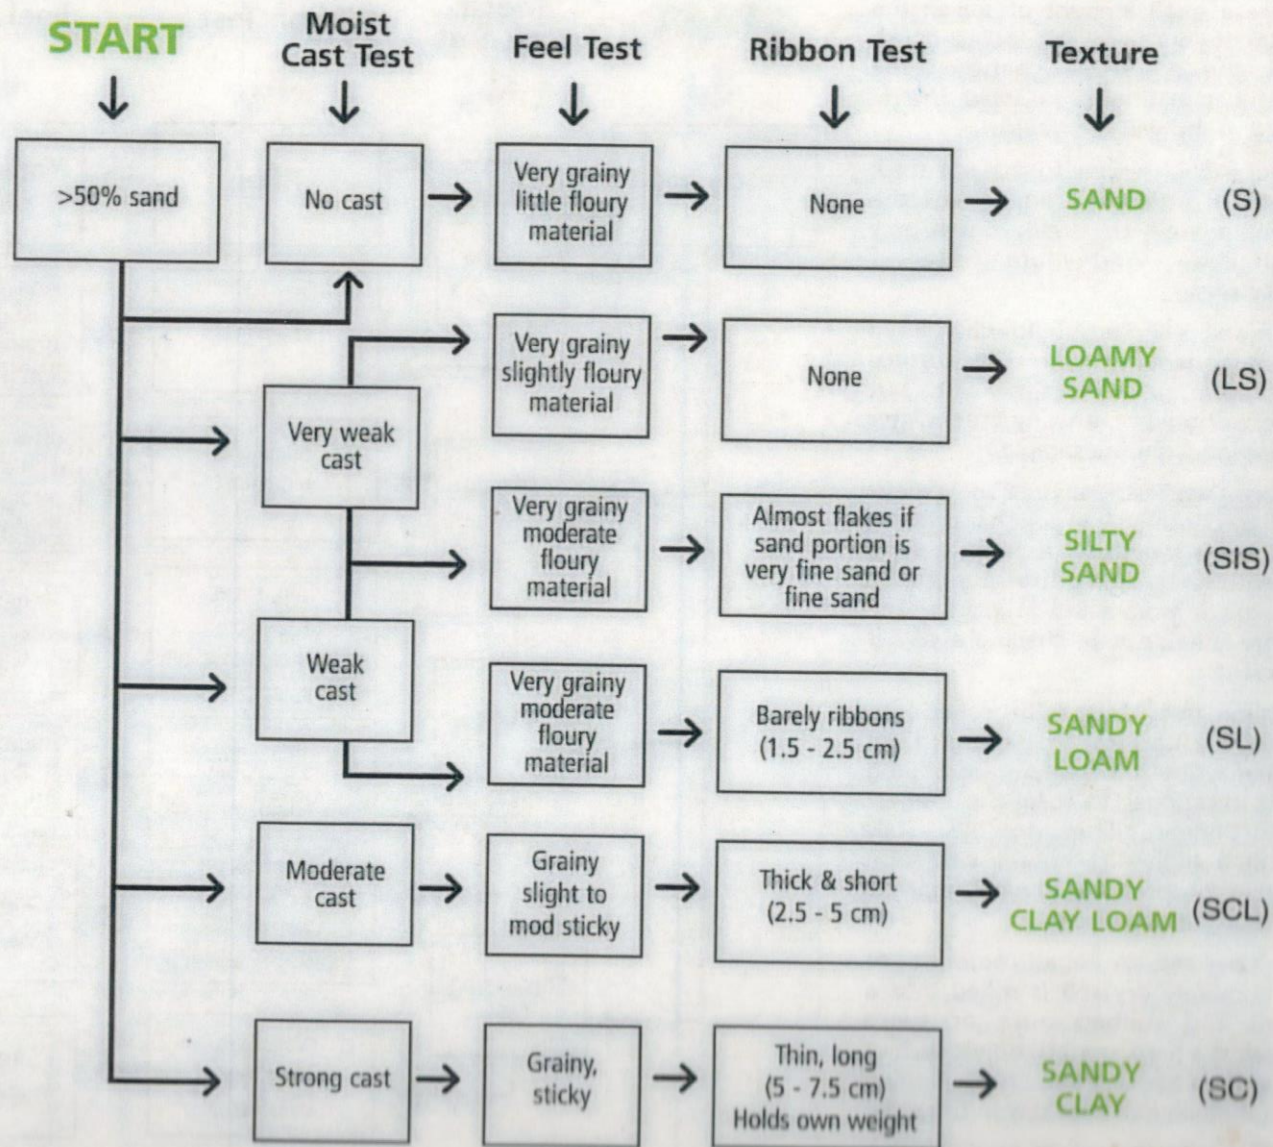 START
Moist
Cast Test
Feel Test
Ribbon Test
Texture
>50% sand
No cast
Very grainy
little floury
material
None
SAND (S)
Very weak
cast
Very grainy
slightly floury
material
None
LOAMY
SAND (LS)
Very grainy
moderate
floury
material
Almost flakes if
sand portion is
very fine sand or
fine sand
SILTY
SAND (SIS)
Weak
cast
Very grainy
moderate
floury
material
Barely ribbons
(1.5 - 2.5 cm)
SANDY
LOAM (SL)
Moderate
cast
Grainy
slight to
mod sticky
Thick & short
(2.5 - 5 cm)
SANDY
CLAY LOAM (SCL)
Strong cast
Grainy,
sticky
Thin, long
(5 - 7.5 cm)
Holds own weight
SANDY
CLAY (SC)